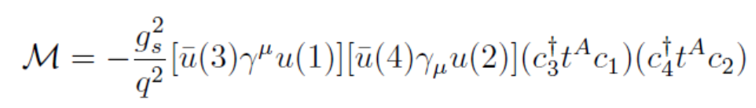 $\mathcal{M} = -\frac{g_s^2}{q^2}[\bar{u}(3)\gamma^\mu u(1)][\bar{u}(4)\gamma_\mu u(2)](c_3^\dagger t^A c_1)(c_4^\dagger t^A c_2)$